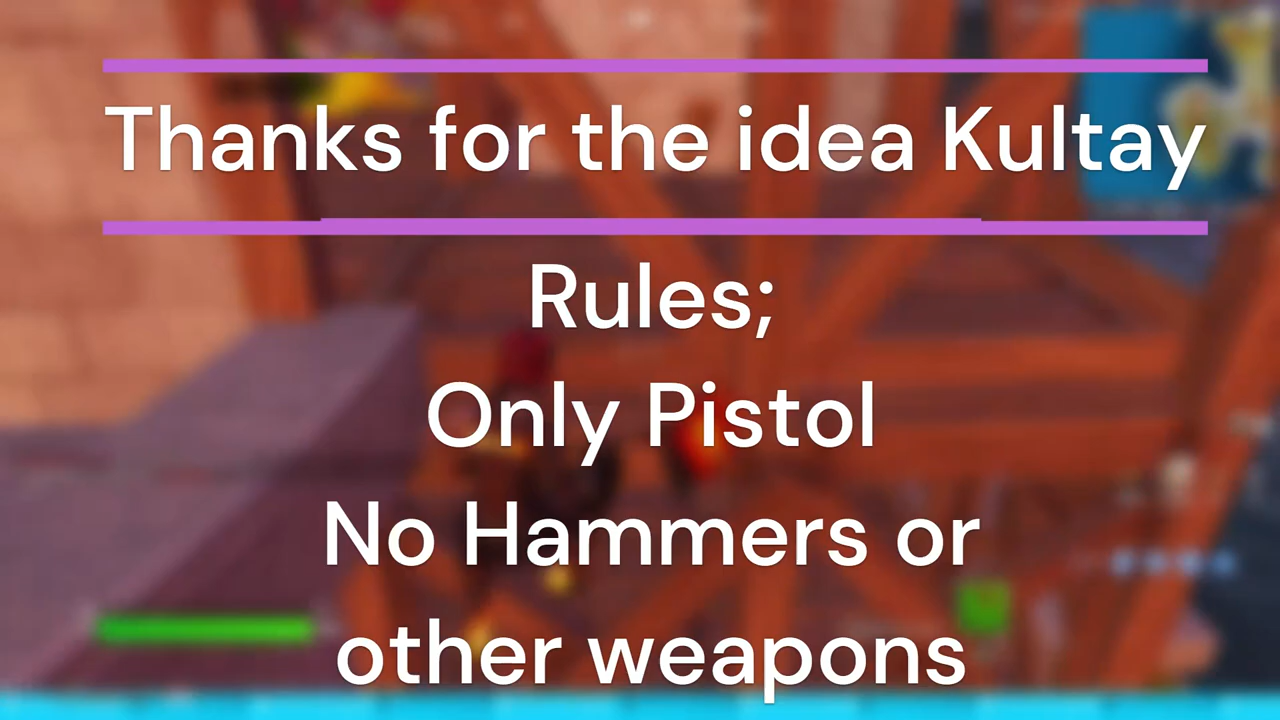 Thanks for the idea Kultay
Rules;
Only Pistol
No Hammers or
other weapons